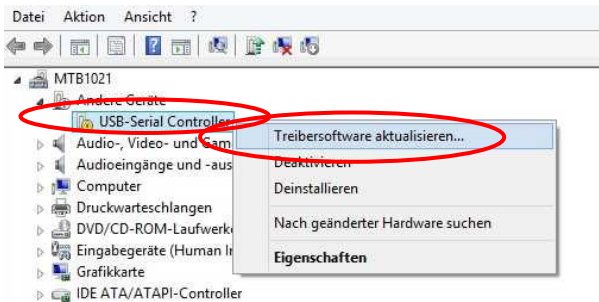 Datei Aktion Ansicht ?
MTB1021
Andere Geräte
USB-Serial Controller
Treibersoftware aktualisieren...
Audio-, Video- und Gam
Deaktivieren
Audioeingänge und -aus
Computer
Deinstallieren
Druckwarteschlangen
Nach geänderter Hardware suchen
DVD/CD-ROM-Laufwerk
Eingabegeräte (Human In
Eigenschaften
Grafikkarte
IDE ATA/ATAPI-Controller